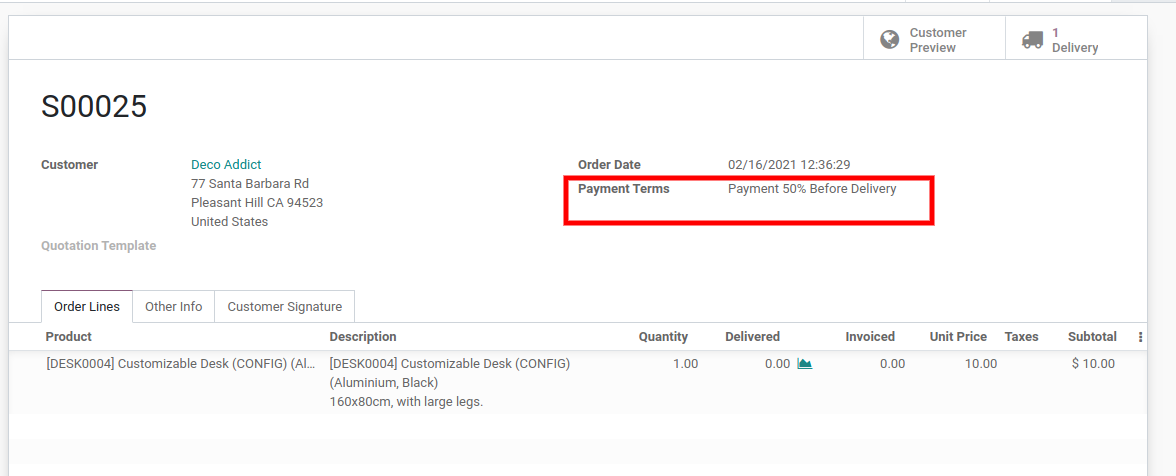 Customer
Preview
1
Delivery
S00025
Customer
Deco Addict
77 Santa Barbara Rd
Pleasant Hill CA 94523
United States
Order Date
02/16/2021 12:36:29
Payment Terms
Payment 50% Before Delivery
Quotation Template
Order Lines Other Info Customer Signature
Product Description Quantity Delivered Invoiced Unit Price Taxes Subtotal
[DESK0004] Customizable Desk (CONFIG) (Al... [DESK0004] Customizable Desk (CONFIG) 1.00 0.00 0.00 10.00 $ 10.00
(Aluminium, Black)
160x80cm, with large legs.